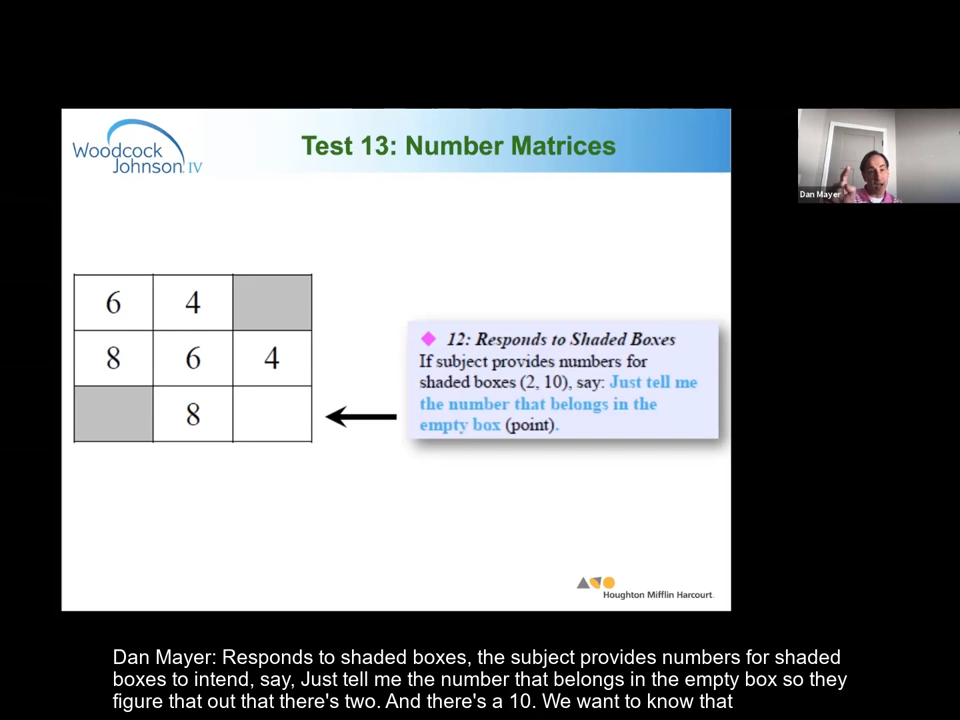 Woodcock
Johnson IV
Test 13: Number Matrices
Dan Mayer
6 4
8 6 4
8
12: Responds to Shaded Boxes
If subject provides numbers for
shaded boxes (2, 10), say: Just tell me
the number that belongs in the
empty box (point).
Houghton Mifflin Harcourt.
Dan Mayer: Responds to shaded boxes, the subject provides numbers for shaded
boxes to intend, say, Just tell me the number that belongs in the empty box so they
figure that out that there's two. And there's a 10. We want to know that